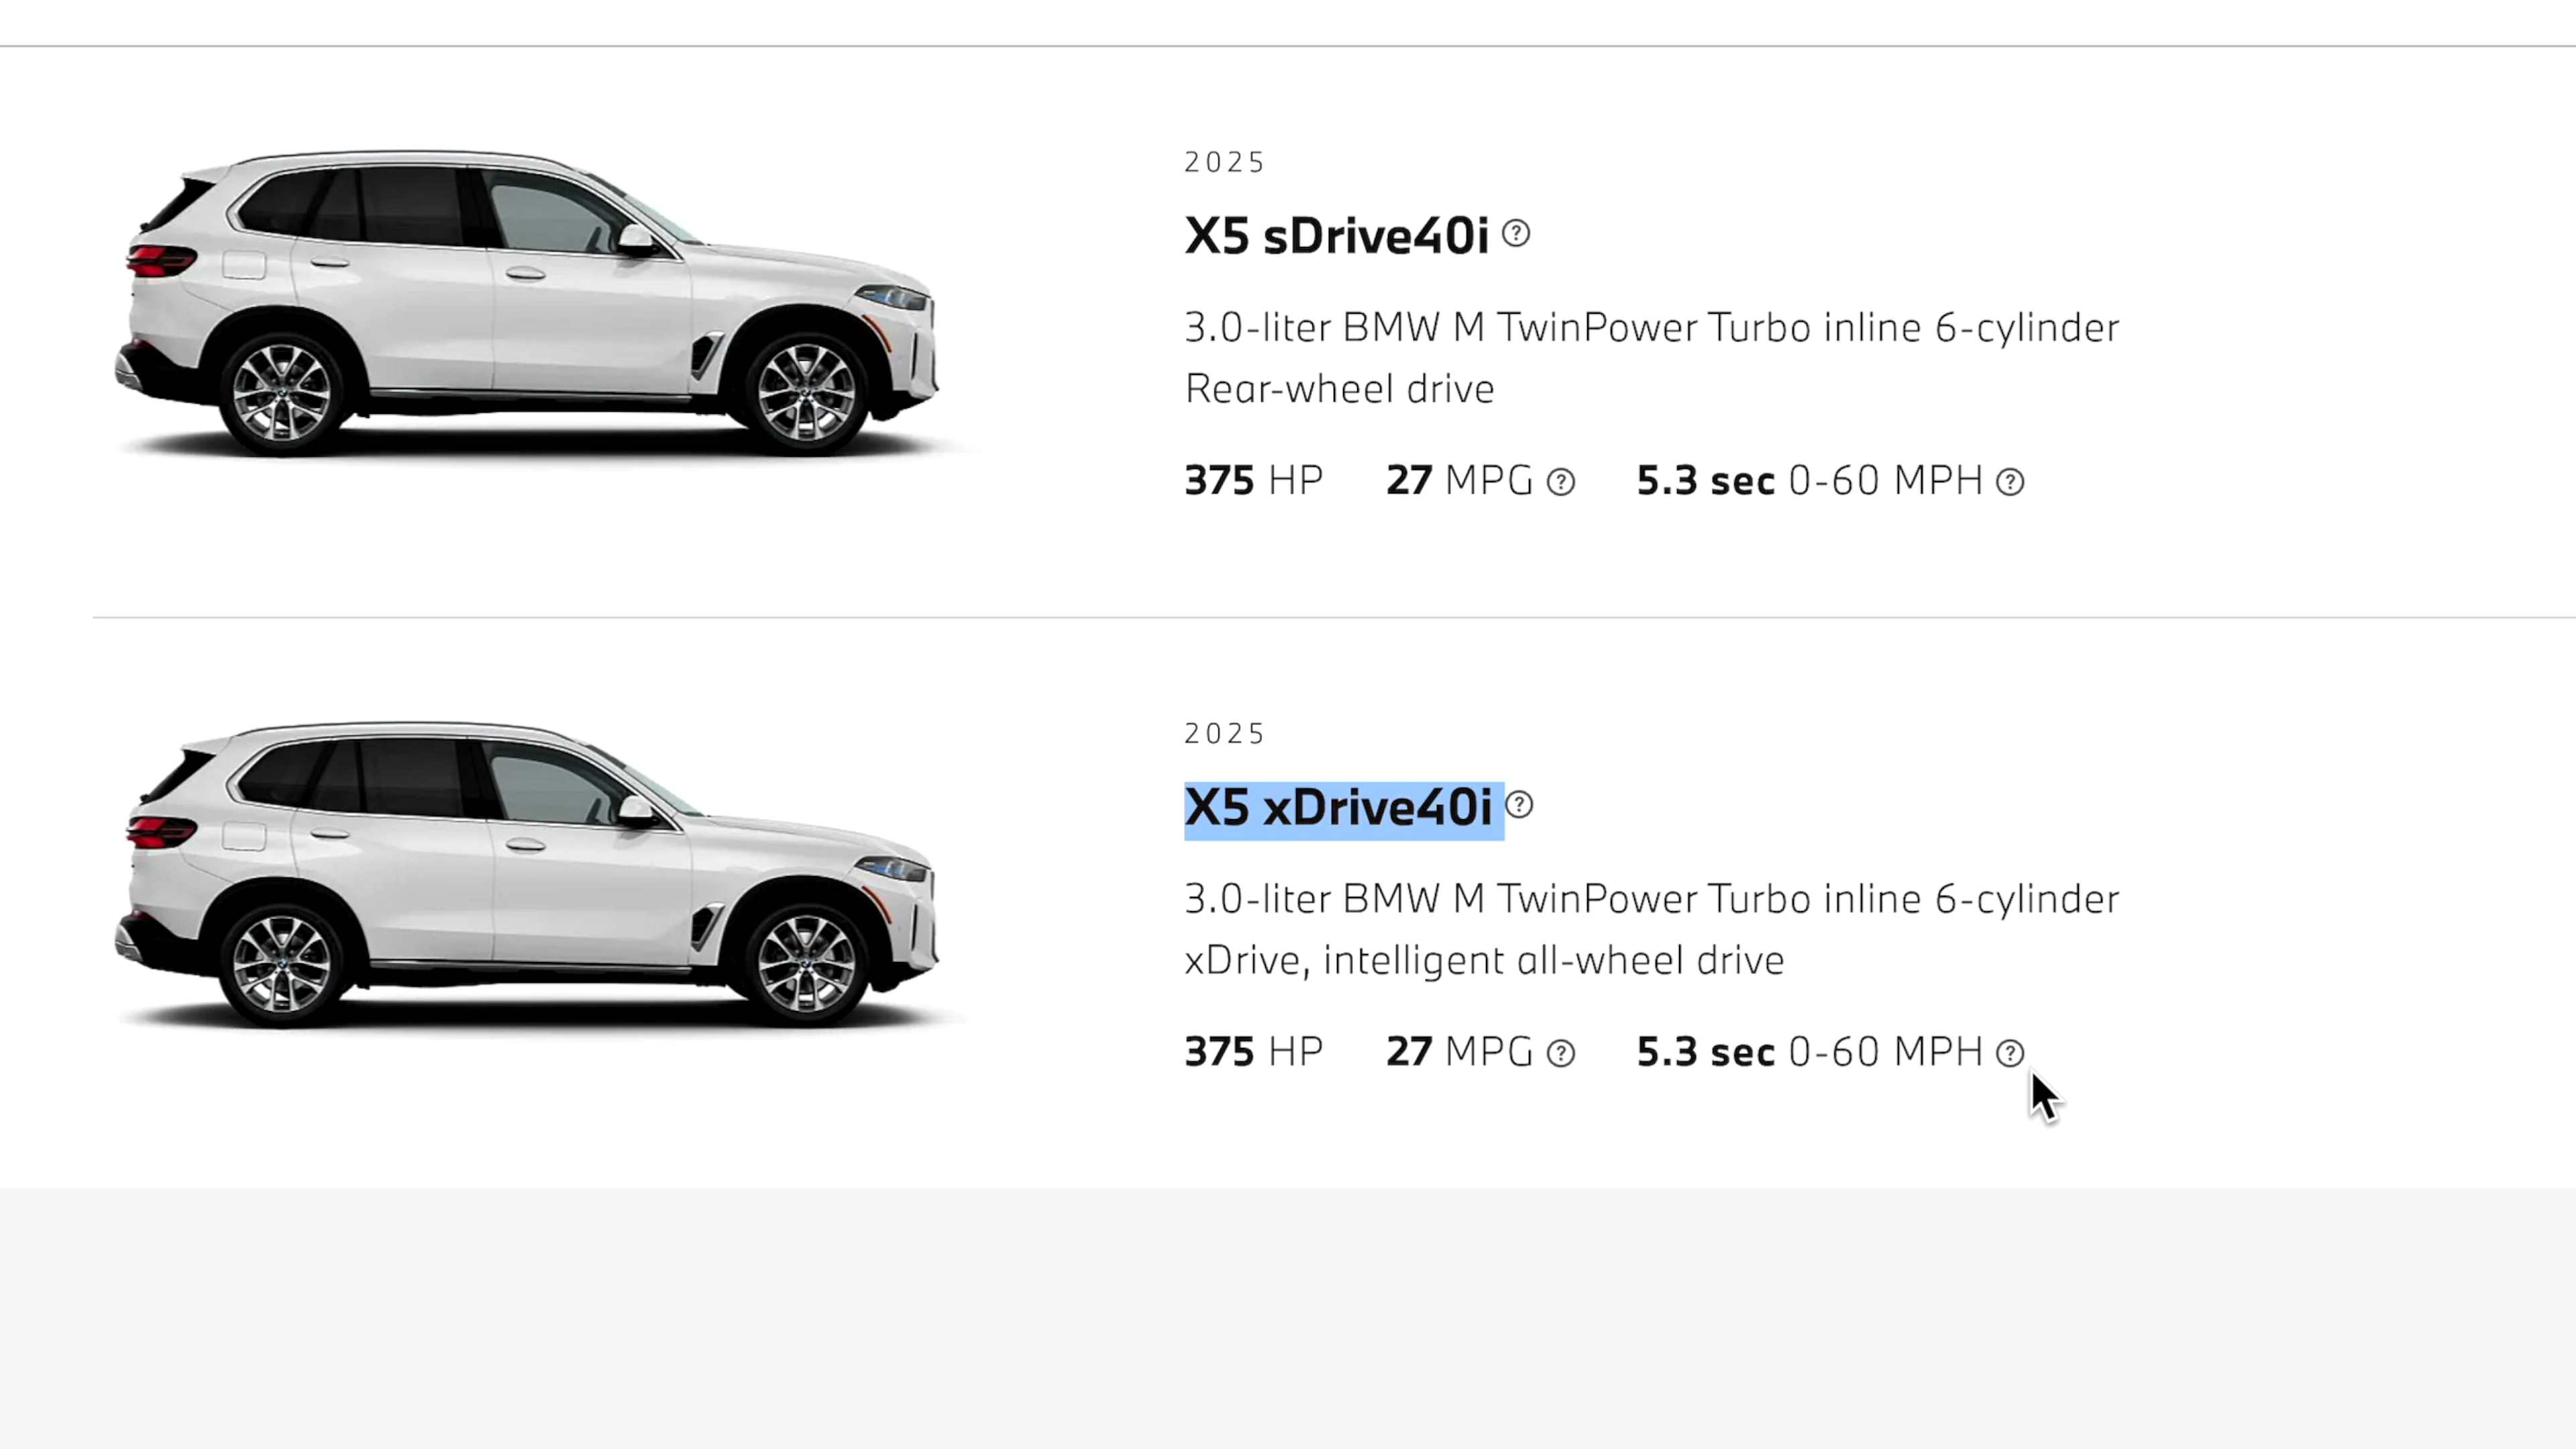 2025
X5 sDrive40i
3.0-liter BMW M TwinPower Turbo inline 6-cylinder
Rear-wheel drive
375 HP 27 MPG ? 5.3 sec 0-60 MPH ?
2025
X5 xDrive40i
3.0-liter BMW M TwinPower Turbo inline 6-cylinder
xDrive, intelligent all-wheel drive
375 HP 27 MPG ? 5.3 sec 0-60 MPH ?